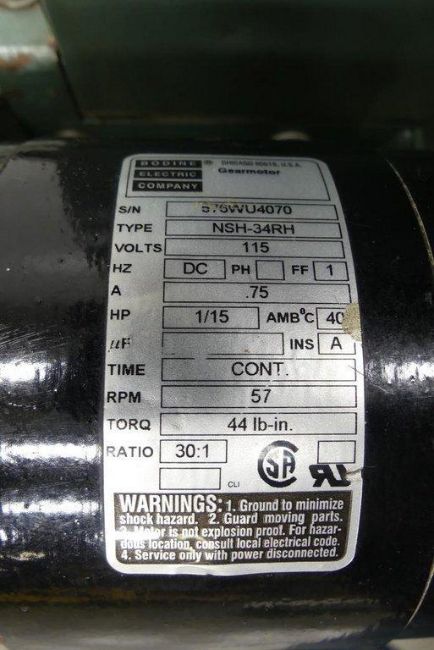 BODINE ® CHICAGO 60618, U.S.A.
ELECTRIC Gearmotor
COMPANY
S/N 576WU4070
TYPE NSH-34RH
VOLTS 115
HZ DC PH FF 1
A .75
HP 1/15 AMB°C 40
µF INS A
TIME CONT.
RPM 57
TORQ 44 lb-in.
RATIO 30:1
CLI
WARNINGS: 1. Ground to minimize
shock hazard. 2. Guard moving parts.
3. Motor is not explosion proof. For hazar-
dous location, consult local electrical code.
4. Service only with power disconnected.